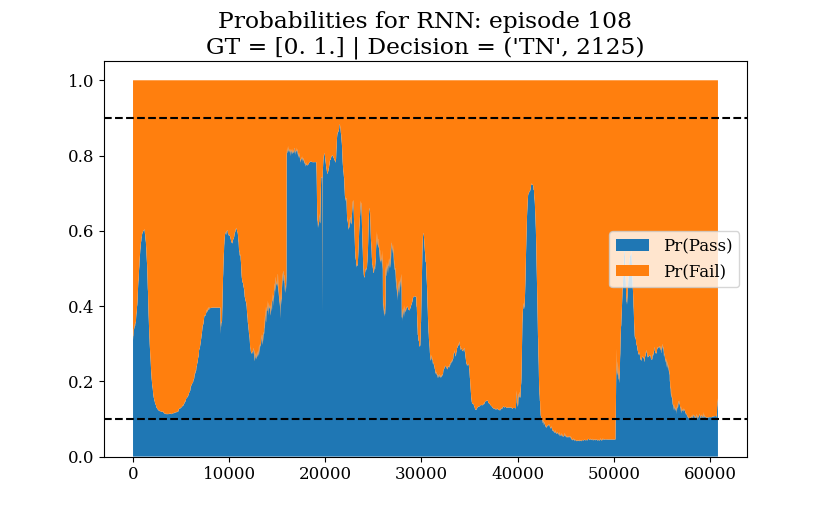 Probabilities for RNN: episode 108
GT = [0. 1.] | Decision = ('TN', 2125)
1.0
0.8
0.6
0.4
0.2
0.0
Pr(Pass)
Pr(Fail)
0 10000 20000 30000 40000 50000 60000